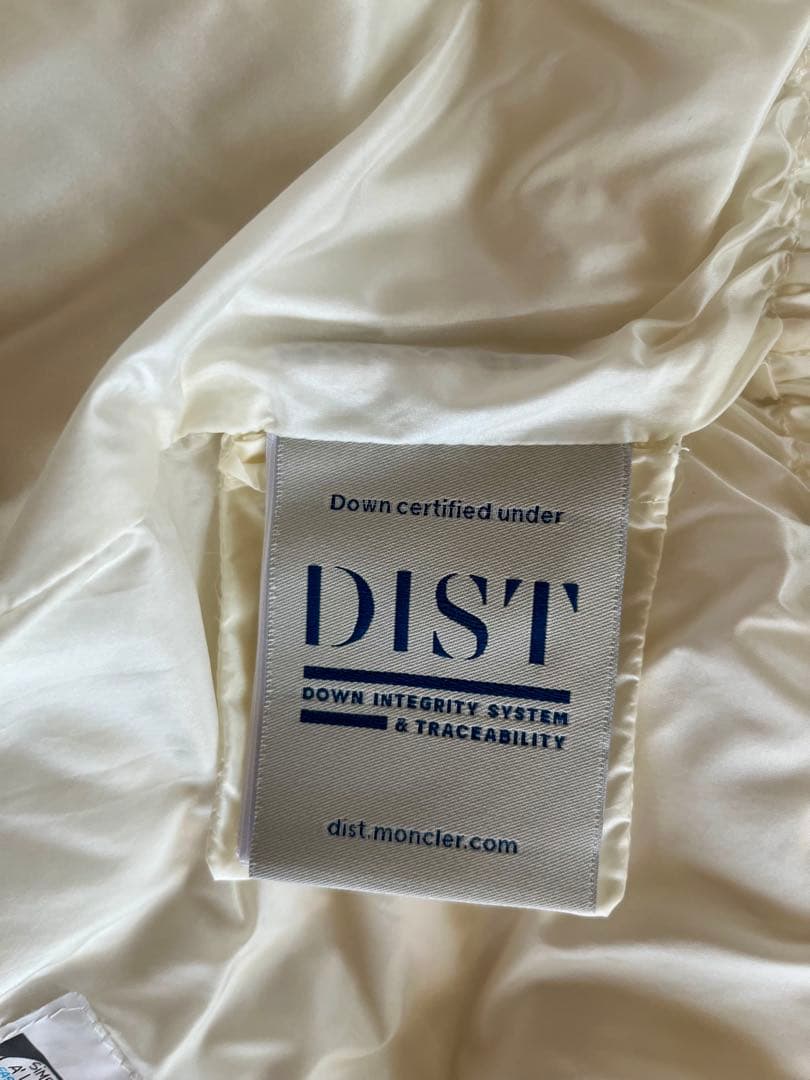 Down certified under
DIST
DOWN INTEGRITY SYSTEM
& TRACEABILITY
dist.moncler.com